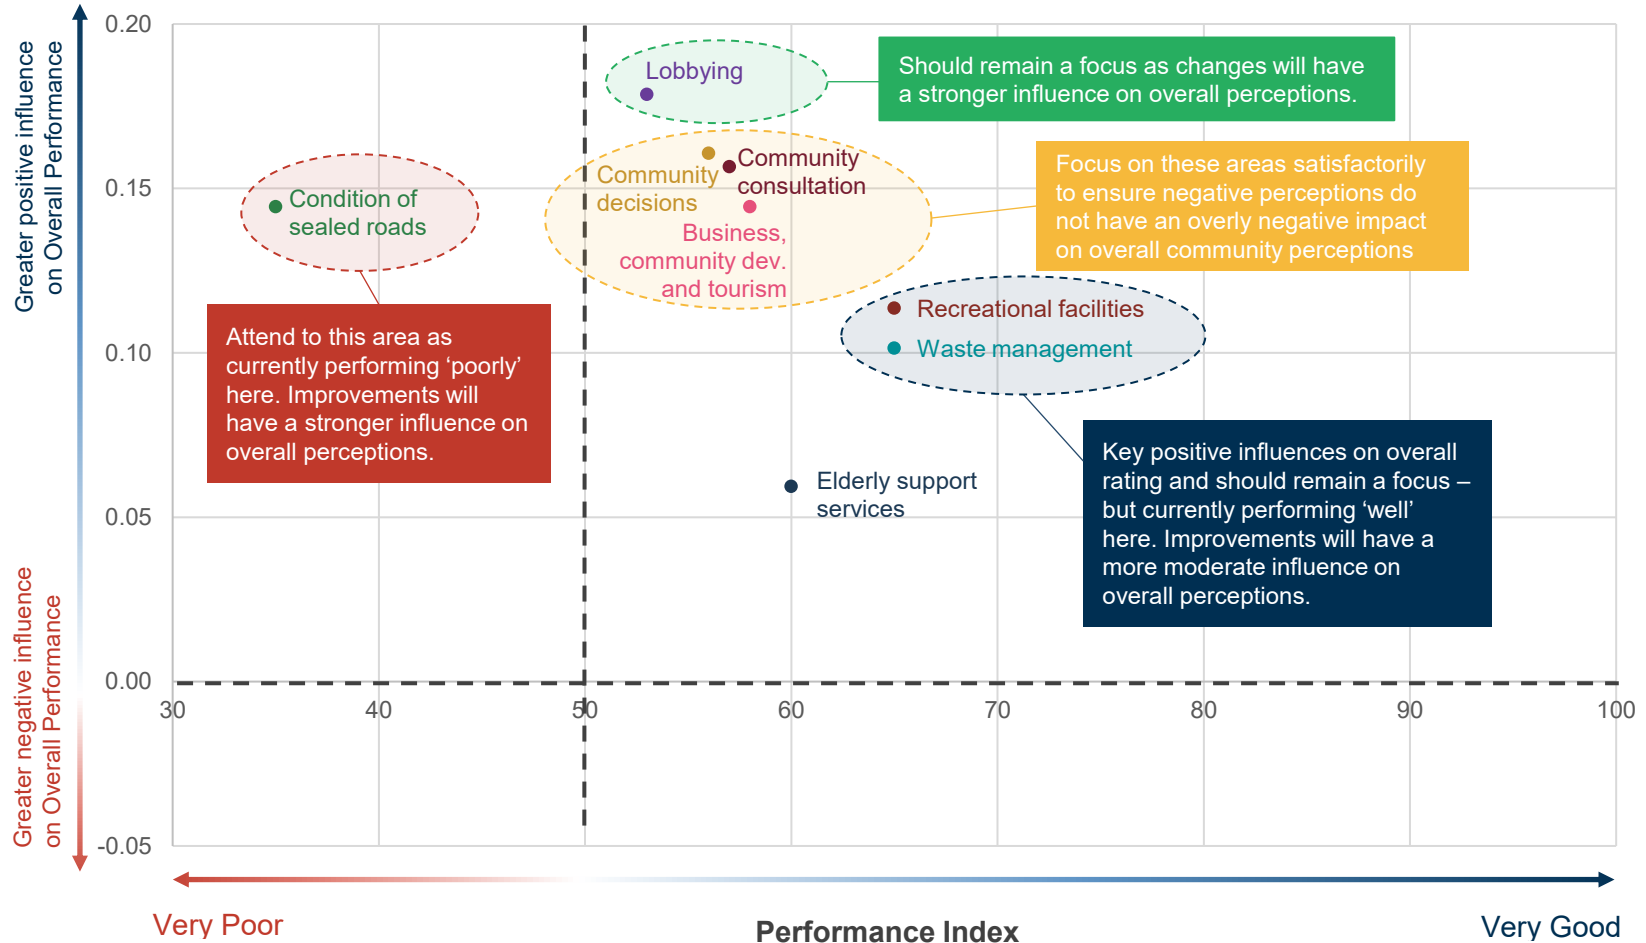 Greater positive influence
on Overall Performance
Greater negative influence
on Overall Performance
0.20
0.15
0.10
0.05
0.00
-0.05
30
40
50
60
70
80
90
100
Lobbying
Should remain a focus as changes will have
a stronger influence on overall perceptions.
Community
decisions
Community
consultation
Business,
community dev.
and tourism
Focus on these areas satisfactorily
to ensure negative perceptions do
not have an overly negative impact
on overall community perceptions
Condition of
sealed roads
Attend to this area as
currently performing ‘poorly’
here. Improvements will
have a stronger influence on
overall perceptions.
Recreational facilities
Waste management
Elderly support
services
Key positive influences on overall
rating and should remain a focus –
but currently performing ‘well’
here. Improvements will have a
more moderate influence on
overall perceptions.
Very Poor
Performance Index
Very Good